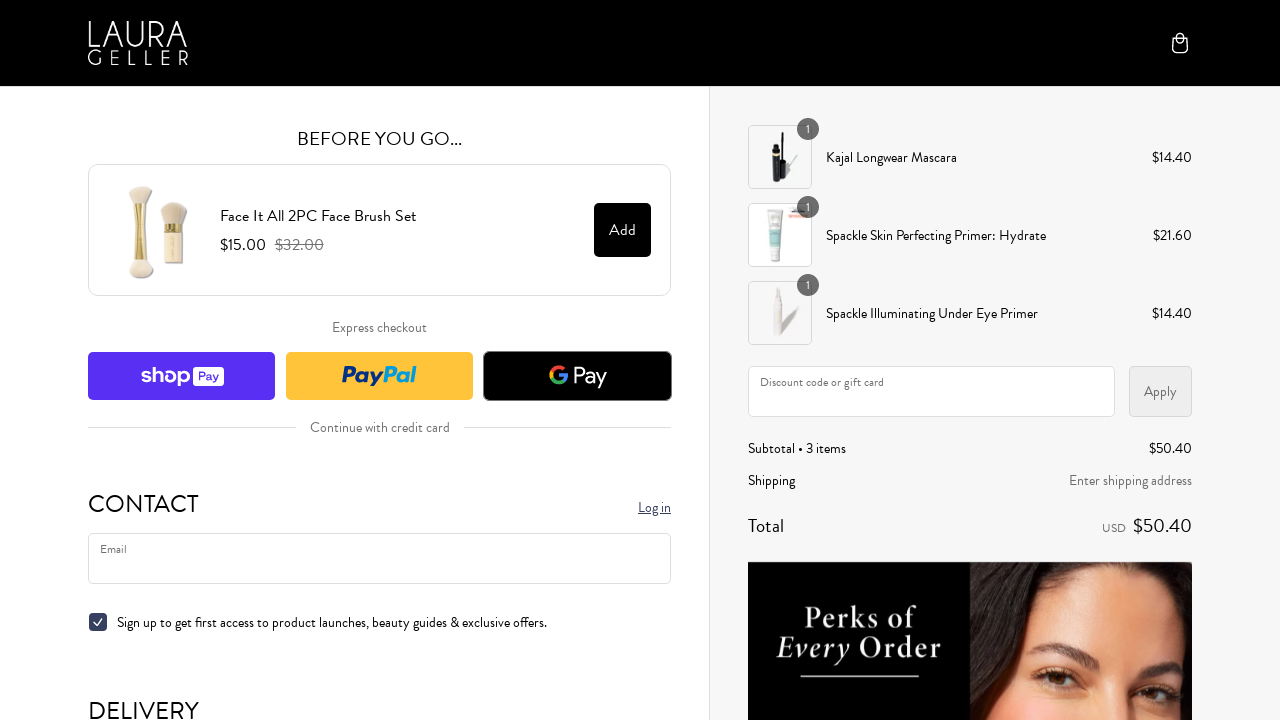 LAURA
GELLER
BEFORE YOU GO...
Face It All 2PC Face Brush Set
$15.00 $32.00
Add
Express checkout
shop Pay
PayPal
G Pay
Continue with credit card
CONTACT
Log in
Email
Sign up to get first access to product launches, beauty guides & exclusive offers.
DELIVERY
1
Kajal Longwear Mascara
$14.40
1
Spackle Skin Perfecting Primer: Hydrate
$21.60
1
Spackle Illuminating Under Eye Primer
$14.40
Discount code or gift card
Apply
Subtotal • 3 items
$50.40
Shipping
Enter shipping address
Total
USD $50.40
Perks of
Every Order